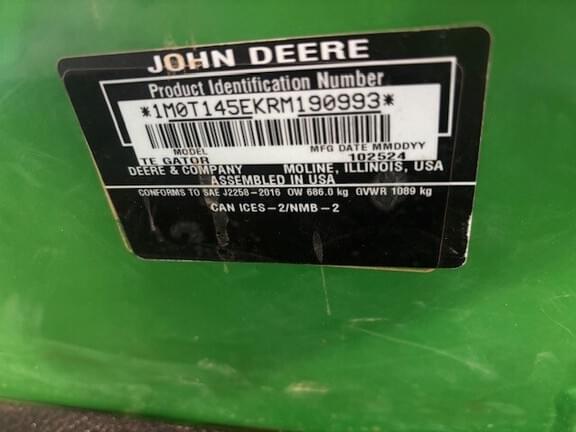 JOHN DEERE
Product Identification Number
*1M0T145EKRM190993*
MODEL MFG DATE MMDDYY
TE GATOR 102524
DEERE & COMPANY MOLINE, ILLINOIS, USA
ASSEMBLED IN USA
CONFORMS TO SAE J2258-2016 OW 686.0 kg GVWR 1089 kg
CAN ICES-2/NMB-2